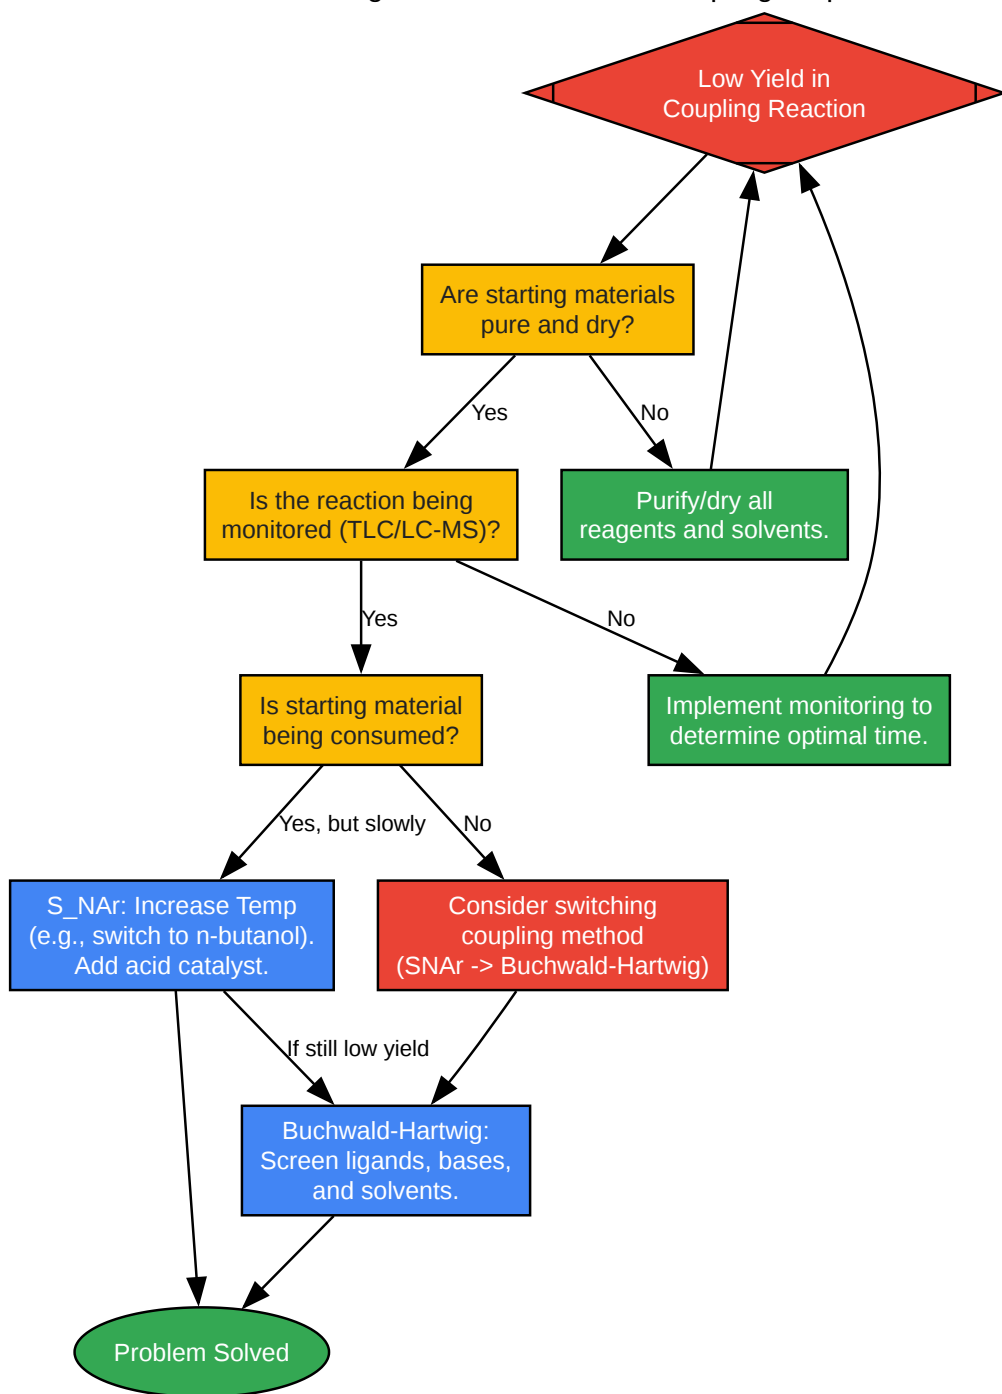 Low Yield in
Coupling Reaction
Are starting materials
pure and dry?
Yes
No
Is the reaction being
monitored (TLC/LC-MS)?
Purify/dry all
reagents and solvents.
Yes
No
Is starting material
being consumed?
Implement monitoring to
determine optimal time.
Yes, but slowly
No
S_NAr: Increase Temp
(e.g., switch to n-butanol).
Add acid catalyst.
Consider switching
coupling method
(SNAr -> Buchwald-Hartwig)
If still low yield
Buchwald-Hartwig:
Screen ligands, bases,
and solvents.
Problem Solved